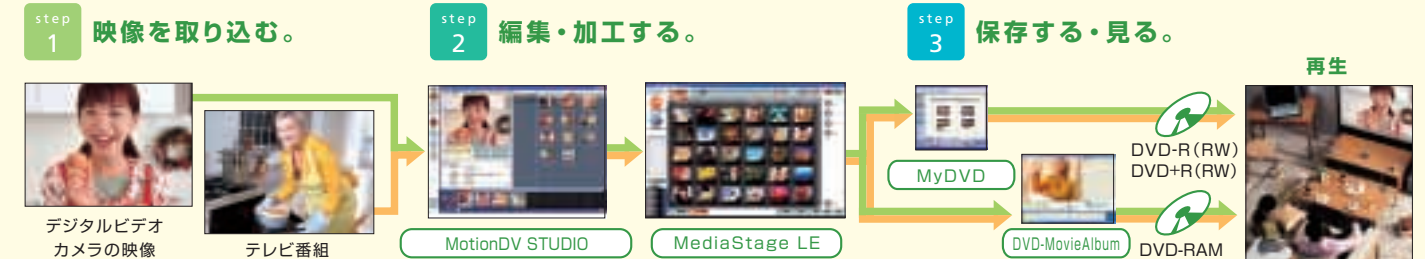 step
1
映像を取り込む。
step
2
編集・加工する。
step
3
保存する・見る。
再生
デジタルビデオ
カメラの映像
テレビ番組
MotionDV STUDIO
MediaStage LE
MyDVD
DVD-R(RW)
DVD+R(RW)
DVD-MovieAlbum
DVD-RAM